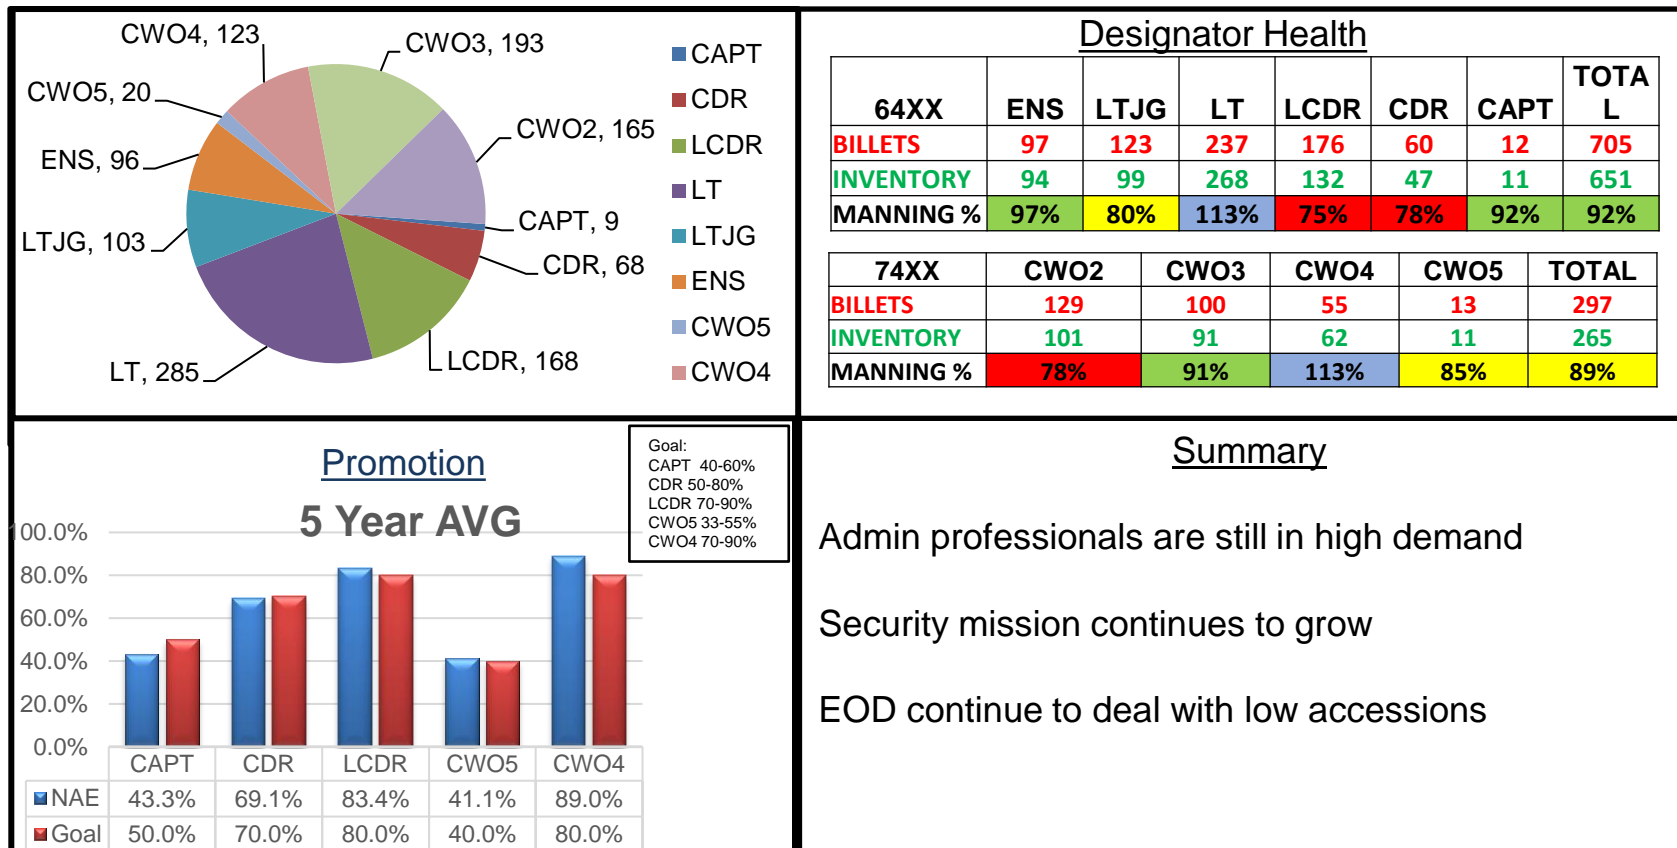 CWO4, 123
CWO3, 193
CWO5, 20
CWO2, 165
ENS, 96
CAPT, 9
LTJG, 103
CDR, 68
LT, 285
LCDR, 168
CAPT
CDR
LCDR
LT
LTJG
ENS
CWO5
CWO4
Designator Health
64XX ENS LTJG LT LCDR CDR CAPT TOTA
L
BILLETS 97 123 237 176 60 12 705
INVENTORY 94 99 268 132 47 11 651
MANNING % 97% 80% 113% 75% 78% 92% 92%
74XX CWO2 CWO3 CWO4 CWO5 TOTAL
BILLETS 129 100 55 13 297
INVENTORY 101 91 62 11 265
MANNING % 78% 91% 113% 85% 89%
Promotion
Goal:
CAPT 40-60%
CDR 50-80%
LCDR 70-90%
CWO5 33-55%
CWO4 70-90%
5 Year AVG
100.0%
80.0%
60.0%
40.0%
20.0%
0.0%
CAPT CDR LCDR CWO5 CWO4
NAE 43.3% 69.1% 83.4% 41.1% 89.0%
Goal 50.0% 70.0% 80.0% 40.0% 80.0%
Summary
Admin professionals are still in high demand
Security mission continues to grow
EOD continue to deal with low accessions